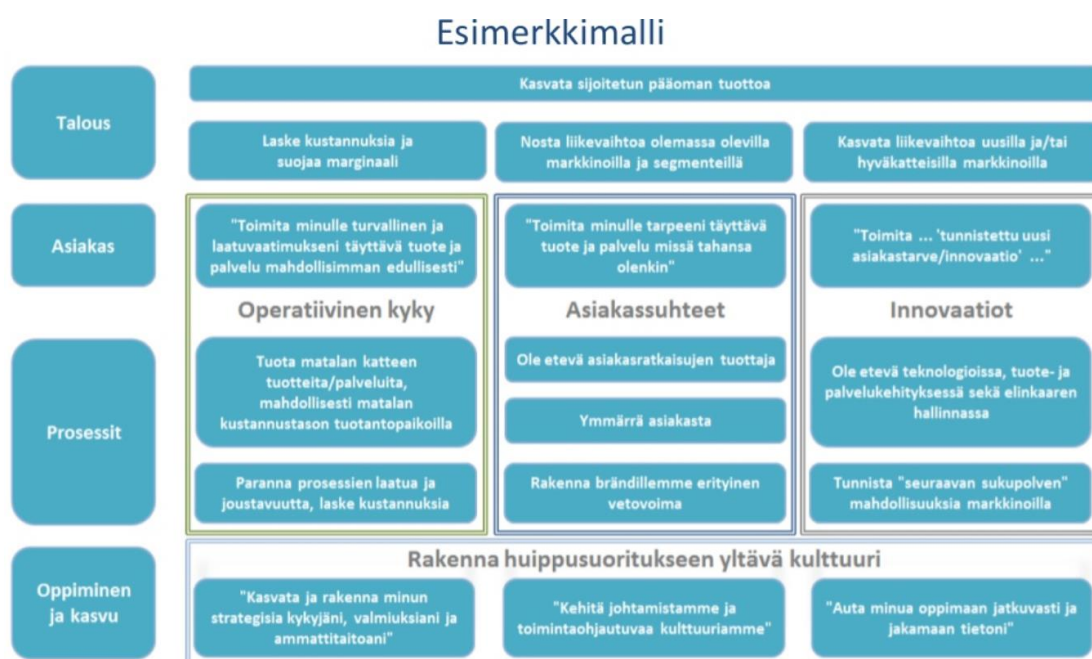 Esimerkkimalli
Talous
Kasvata sijoitetun pääoman tuottoa
Laske kustannuksia ja
suojaa marginaali
Nosta liikevaihtoa olemassa olevilla
markkinoilla ja segmenteillä
Kasvata liikevaihtoa uusilla ja/tai
hyväkatteisilla markkinoilla
Asiakas
"Toimita minulle turvallinen ja
laatuvaatimukseni täyttävä tuote ja
palvelu mahdollisimman edullisesti"
"Toimita minulle tarpeeni täyttävä
tuote ja palvelu missä tahansa
olenkin"
"Toimita ... 'tunnistettu uusi
asiakastarve/innovaatio' ..."
Operatiivinen kyky
Asiakassuhteet
Innovaatiot
Prosessit
Tuota matalan katteen
tuotteita/palveluita,
mahdollisesti matalan
kustannustason tuotantopaikoilla
Ole etevä asiakasratkaisujen tuottaja
Ymmärrä asiakasta
Ole etevä teknologioissa, tuote- ja
palvelukehityksessä sekä elinkaaren
hallinnassa
Paranna prosessien laatua ja
joustavuutta, laske kustannuksia
Rakenna brändillemme erityinen
vetovoima
Tunnista "seuraavan sukupolven"
mahdollisuuksia markkinoilla
Oppiminen
ja kasvu
Rakenna huippusuoritukseen yltävä kulttuuri
"Kasvata ja rakenna minun
strategisia kykyjäni, valmiuksiani ja
ammattitaitoani"
"Kehitä johtamistamme ja
toimintaohjautuvaa kulttuuriamme"
"Auta minua oppimaan jatkuvasti ja
jakamaan tietoni"